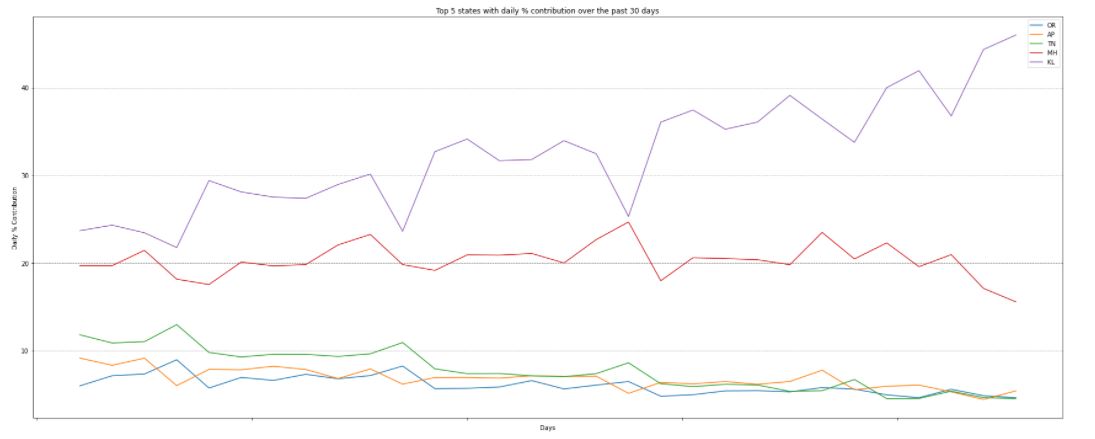 Top 5 states with daily % contribution over the past 30 days
OR
AP
TN
MH
KL
40
30
20
10
Daily % Contribution
Days